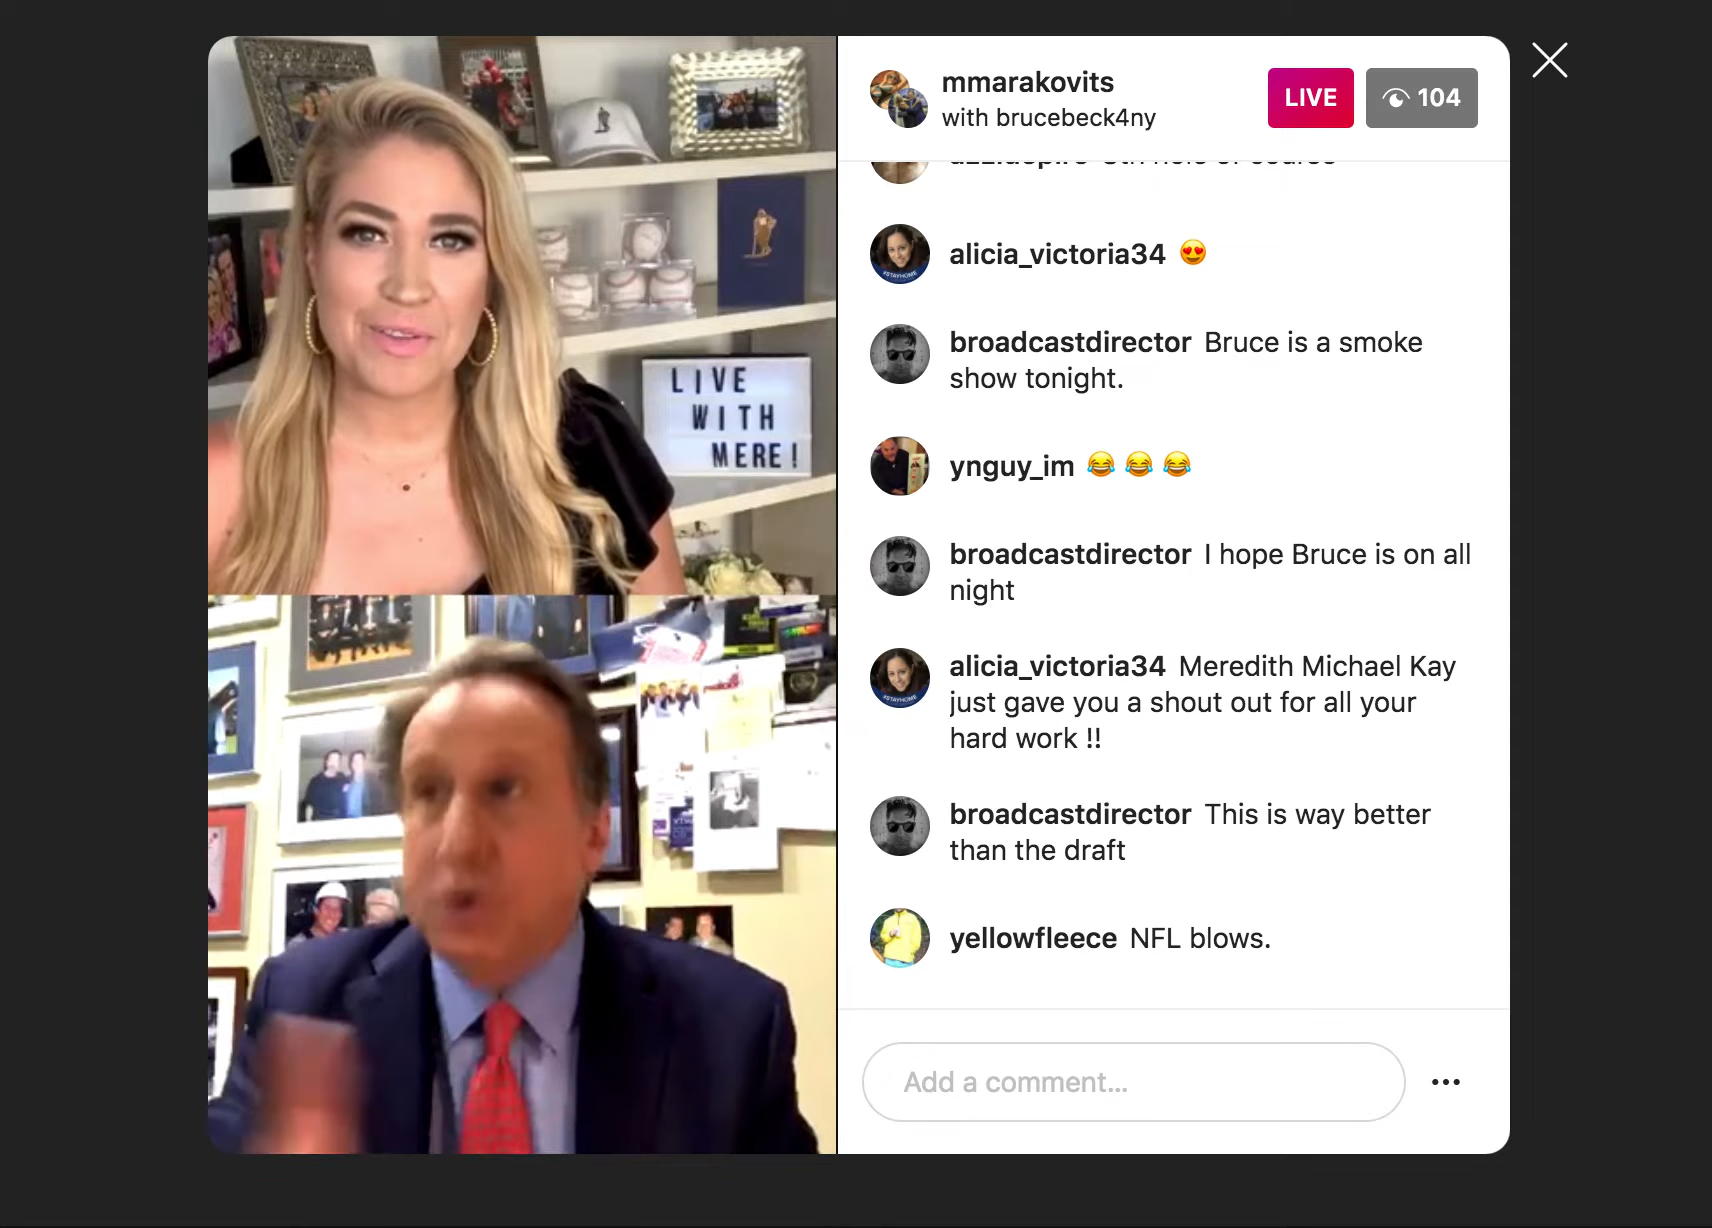 mmarakovits
with brucebeck4ny
LIVE
104
alicia_victoria34 😍
broadcastdirector Bruce is a smoke
show tonight.
ynguy_im 😂 😂 😂
broadcastdirector I hope Bruce is on all
night
alicia_victoria34 Meredith Michael Kay
just gave you a shout out for all your
hard work !!
broadcastdirector This is way better
than the draft
yellowfleece NFL blows.
Add a comment...
LIVE
WITH
MERE!
#STAYHOME
#STAYHOME